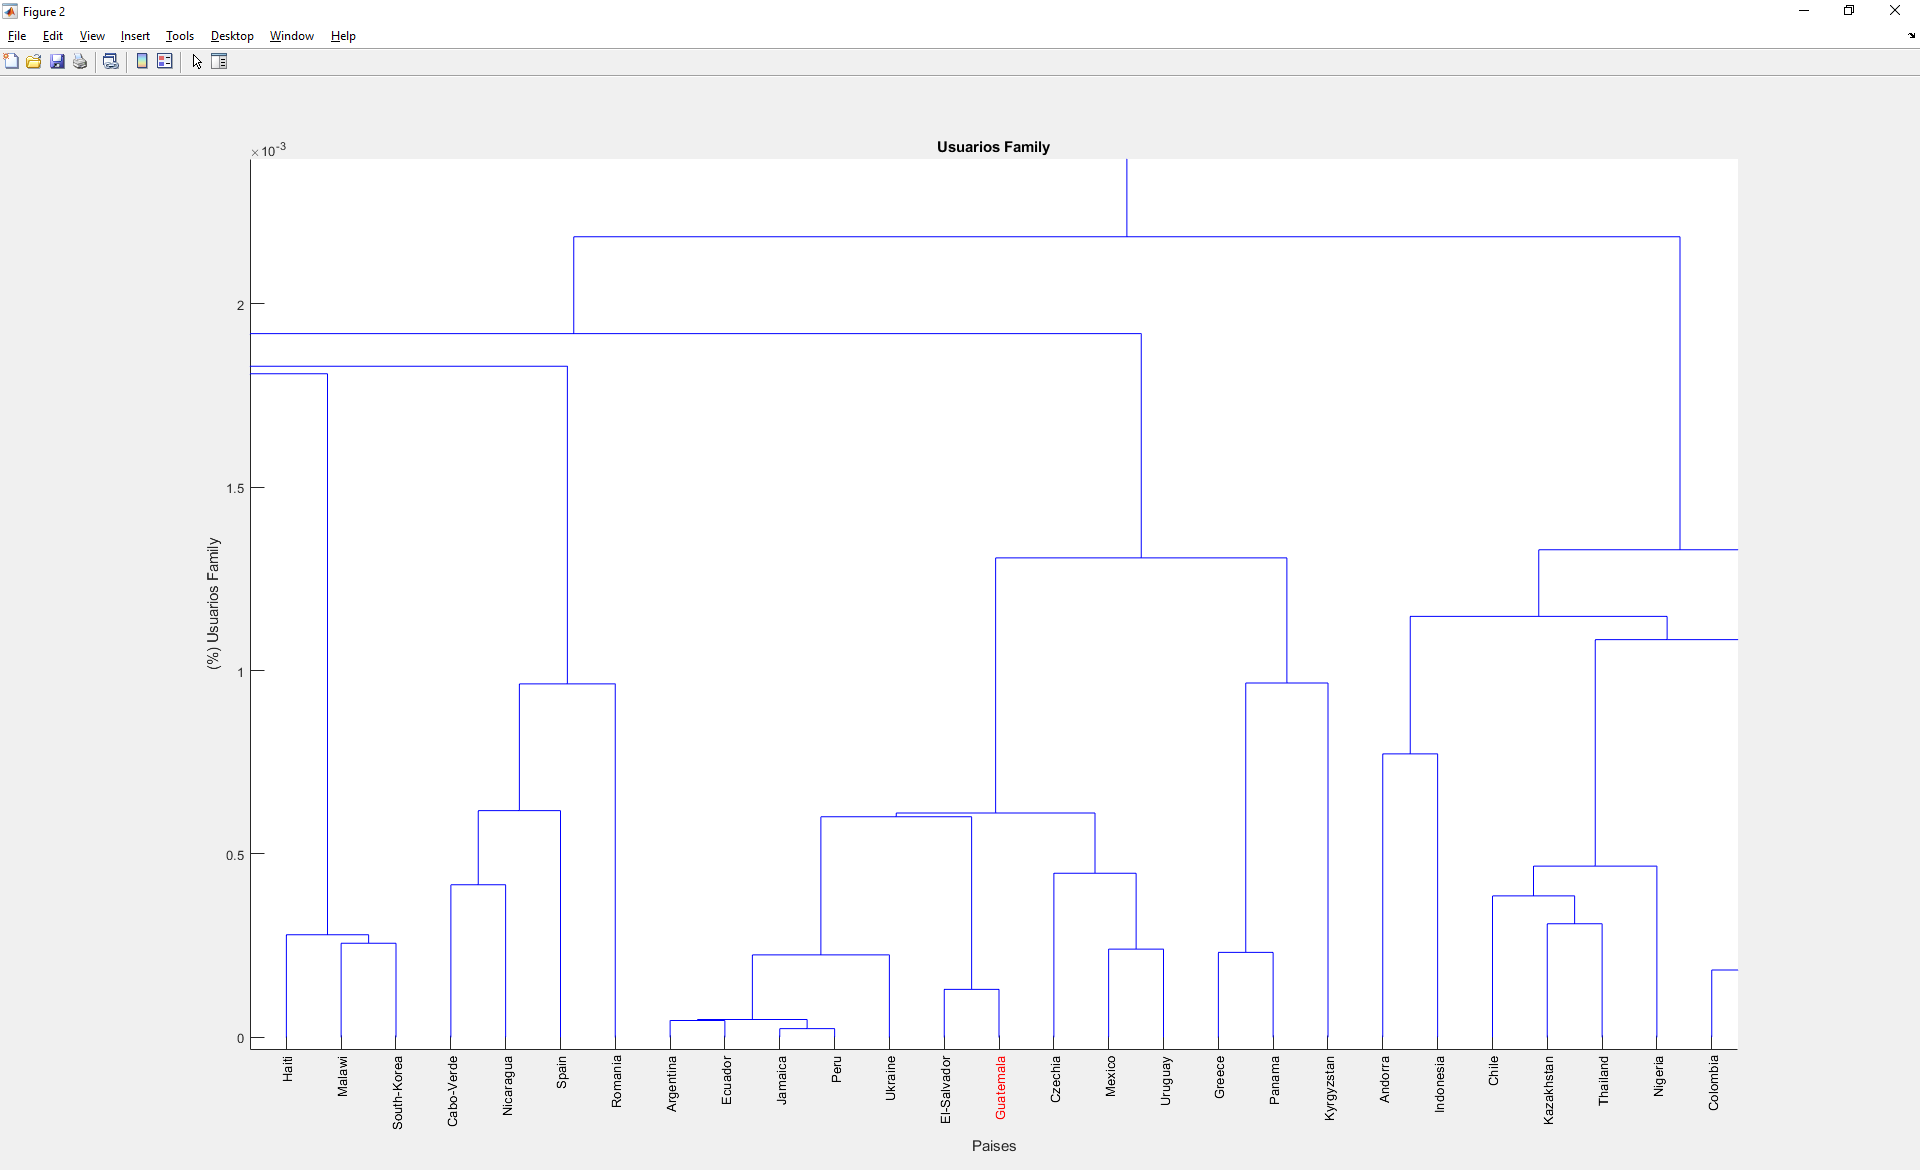 Figure 2
File Edit View Insert Tools Desktop Window Help
×10-3
Usuarios Family
2
1.5
1
0.5
0
(%) Usuarios Family
Haiti
Malawi
South-Korea
Cabo-Verde
Nicaragua
Spain
Romania
Argentina
Ecuador
Jamaica
Peru
Ukraine
El-Salvador
Guatemala
Czechia
Mexico
Uruguay
Greece
Panama
Kyrgyzstan
Andorra
Indonesia
Chile
Kazakhstan
Thailand
Nigeria
Colombia
Paises